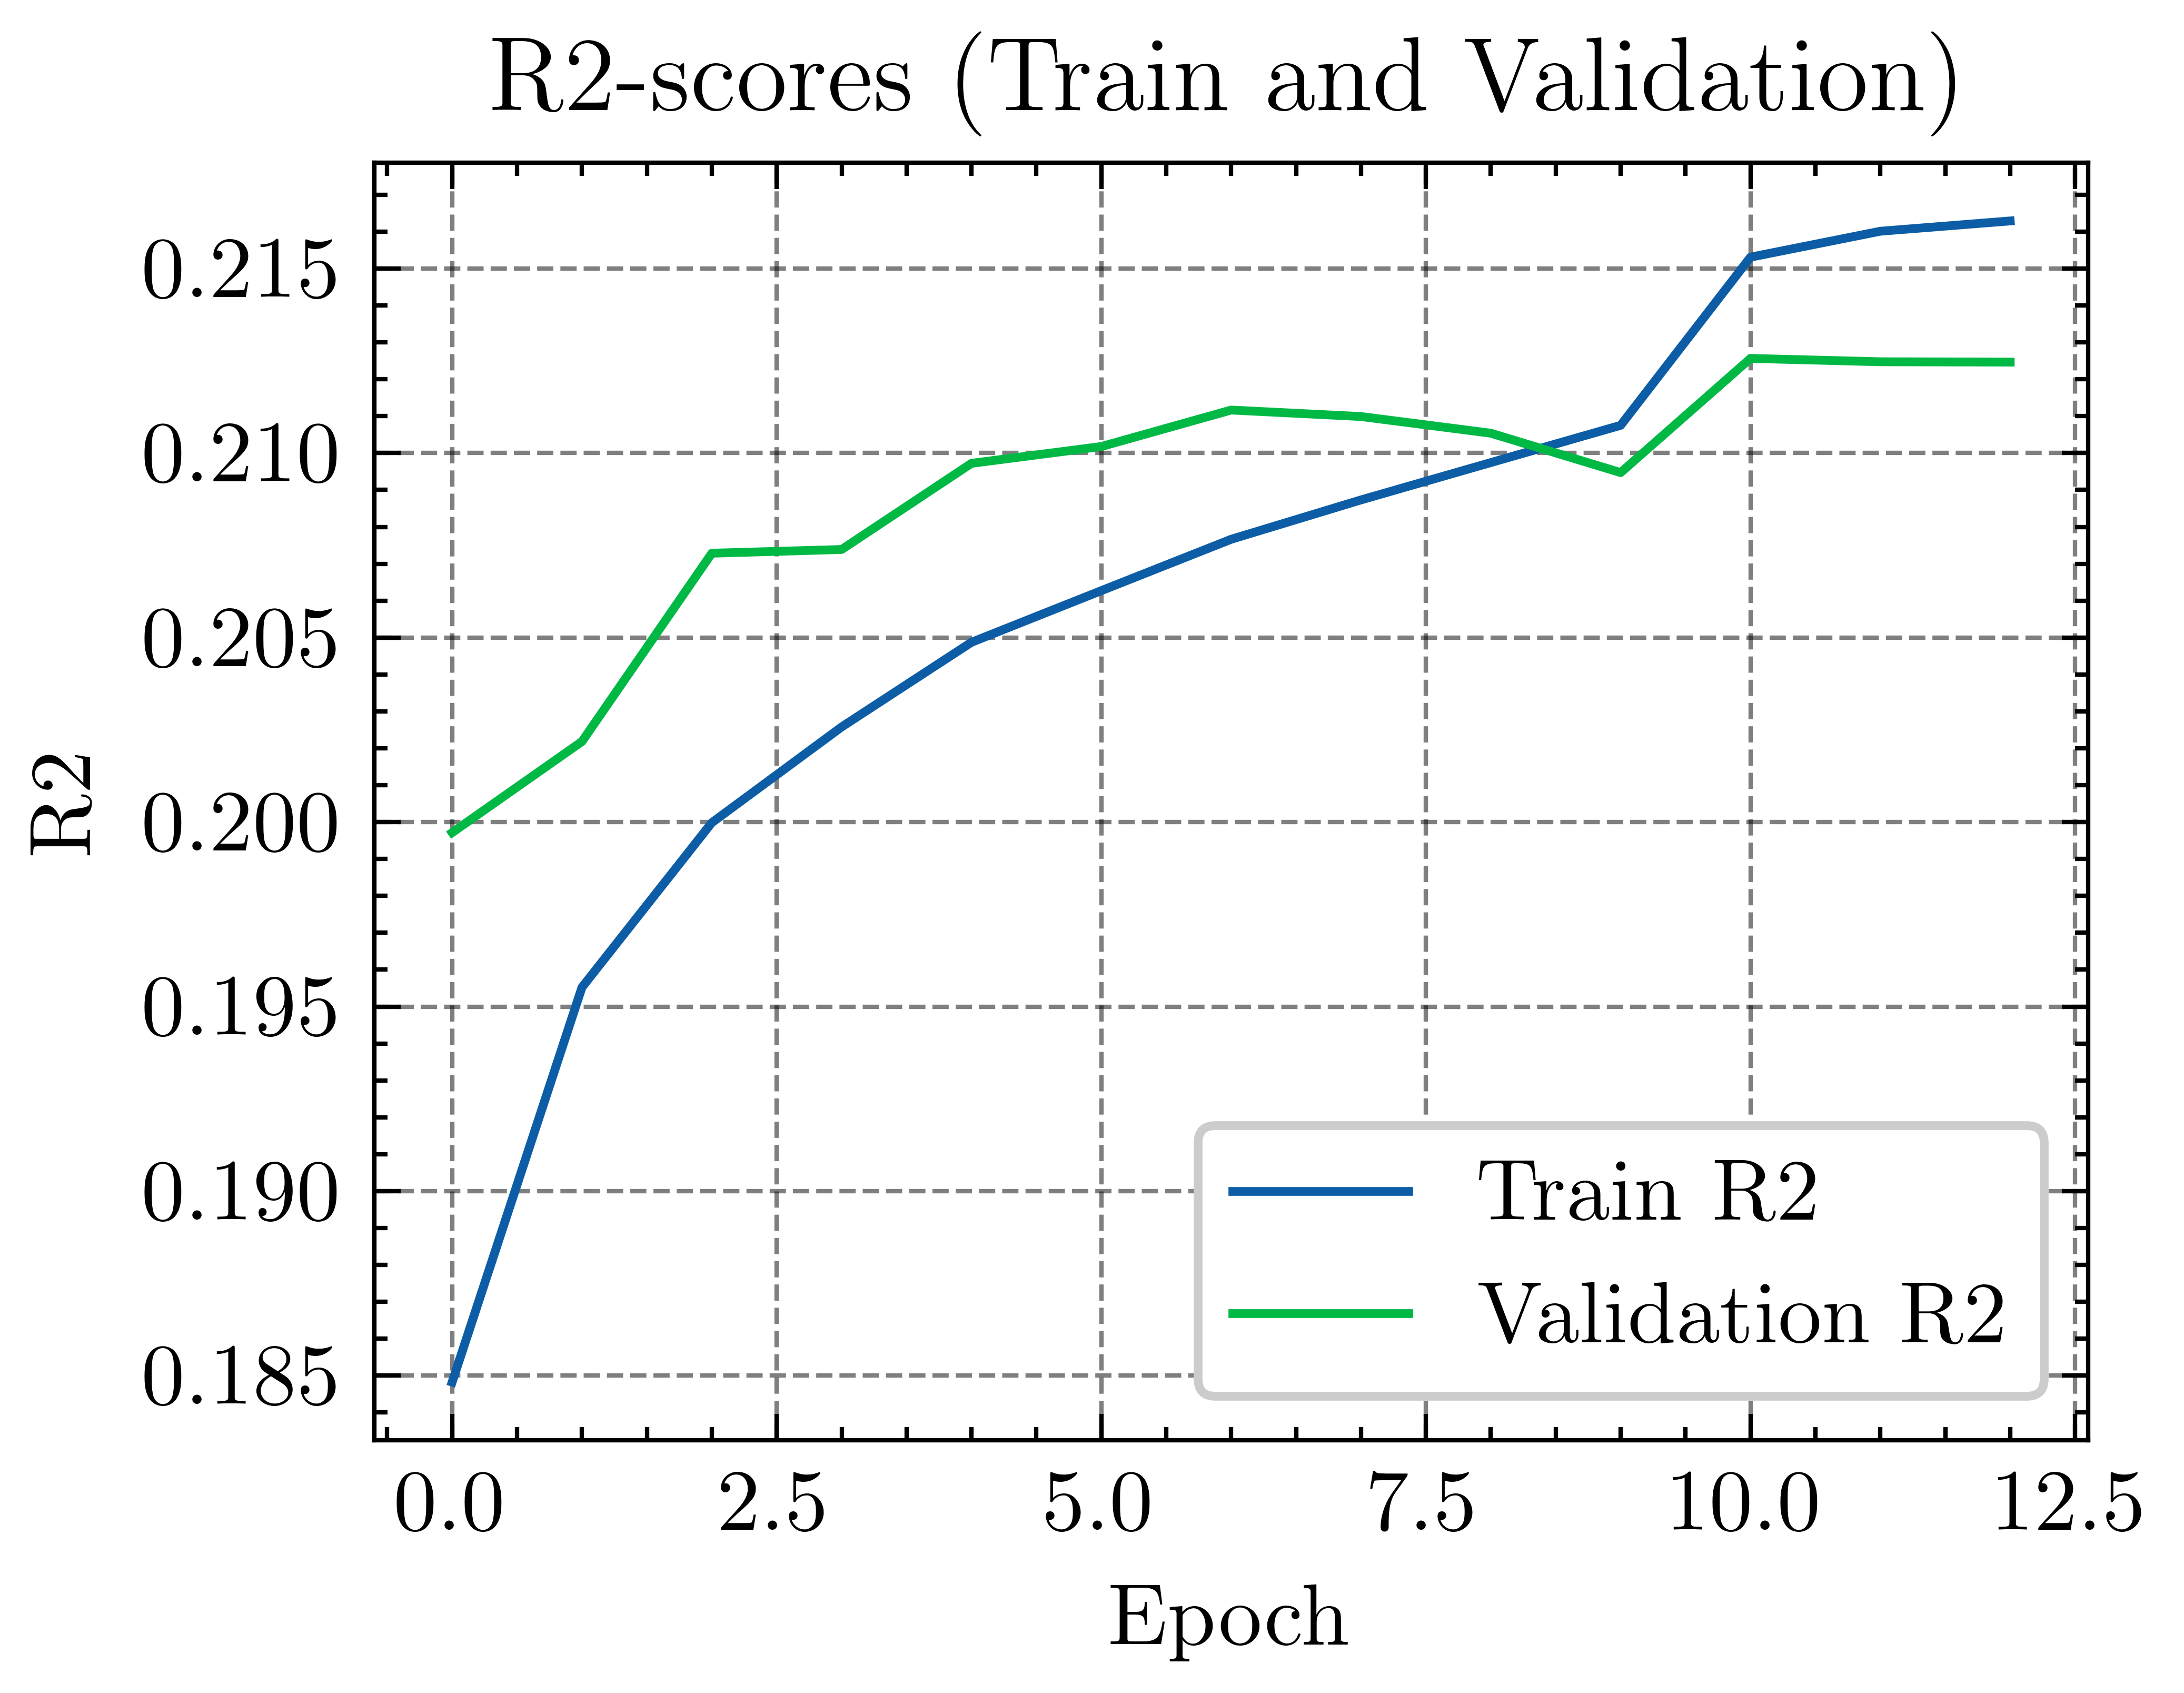 R2-scores (Train and Validation)
0.215
0.210
0.205
0.200
0.195
0.190
0.185
R2
Train R2
Validation R2
0.0 2.5 5.0 7.5 10.0 12.5
Epoch